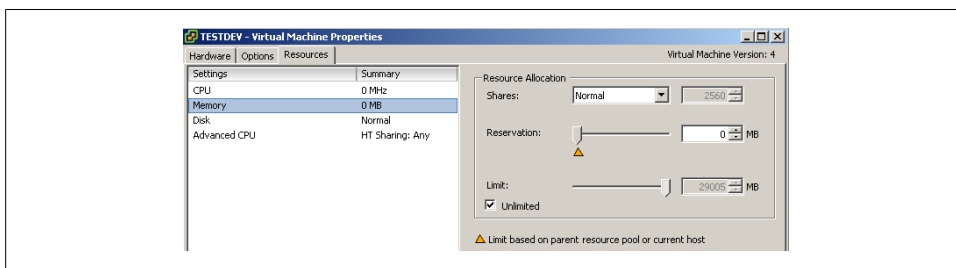 TESTDEV - Virtual Machine Properties
Hardware Options Resources Virtual Machine Version: 4
Settings Summary
CPU 0 MHz
Memory 0 MB
Disk Normal
Advanced CPU HT Sharing: Any
Resource Allocation
Shares: Normal 2560
Reservation: 0 MB
Limit: 29005 MB
Unlimited
Limit based on parent resource pool or current host